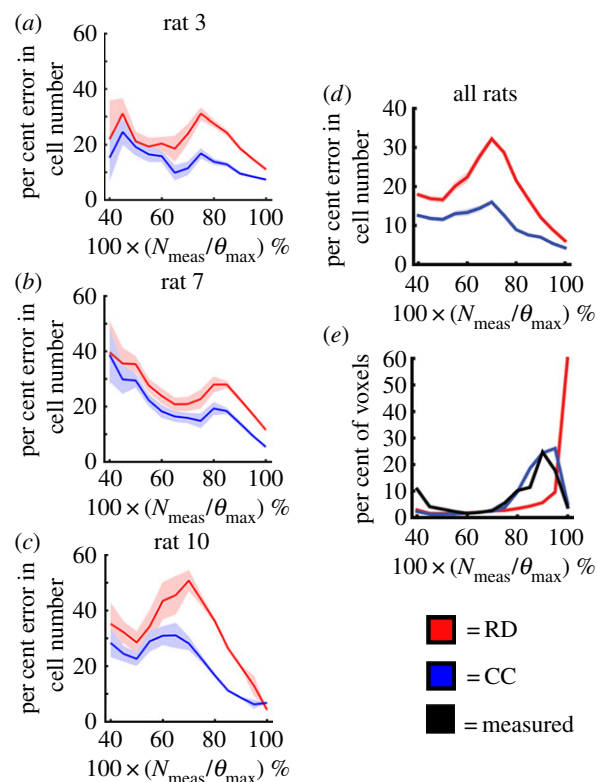 (a) rat 3
per cent error in
cell number
60
40
20
0
40 60 80 100
100 × (N_meas/θ_max) %
(b) rat 7
per cent error in
cell number
60
40
20
0
40 60 80 100
100 × (N_meas/θ_max) %
(c) rat 10
per cent error in
cell number
60
40
20
0
40 60 80 100
100 × (N_meas/θ_max) %
(d) all rats
per cent error in
cell number
40
30
20
10
0
40 60 80 100
100 × (N_meas/θ_max) %
(e)
per cent of voxels
60
50
40
30
20
10
0
40 60 80 100
100 × (N_meas/θ_max) %
= RD
= CC
= measured